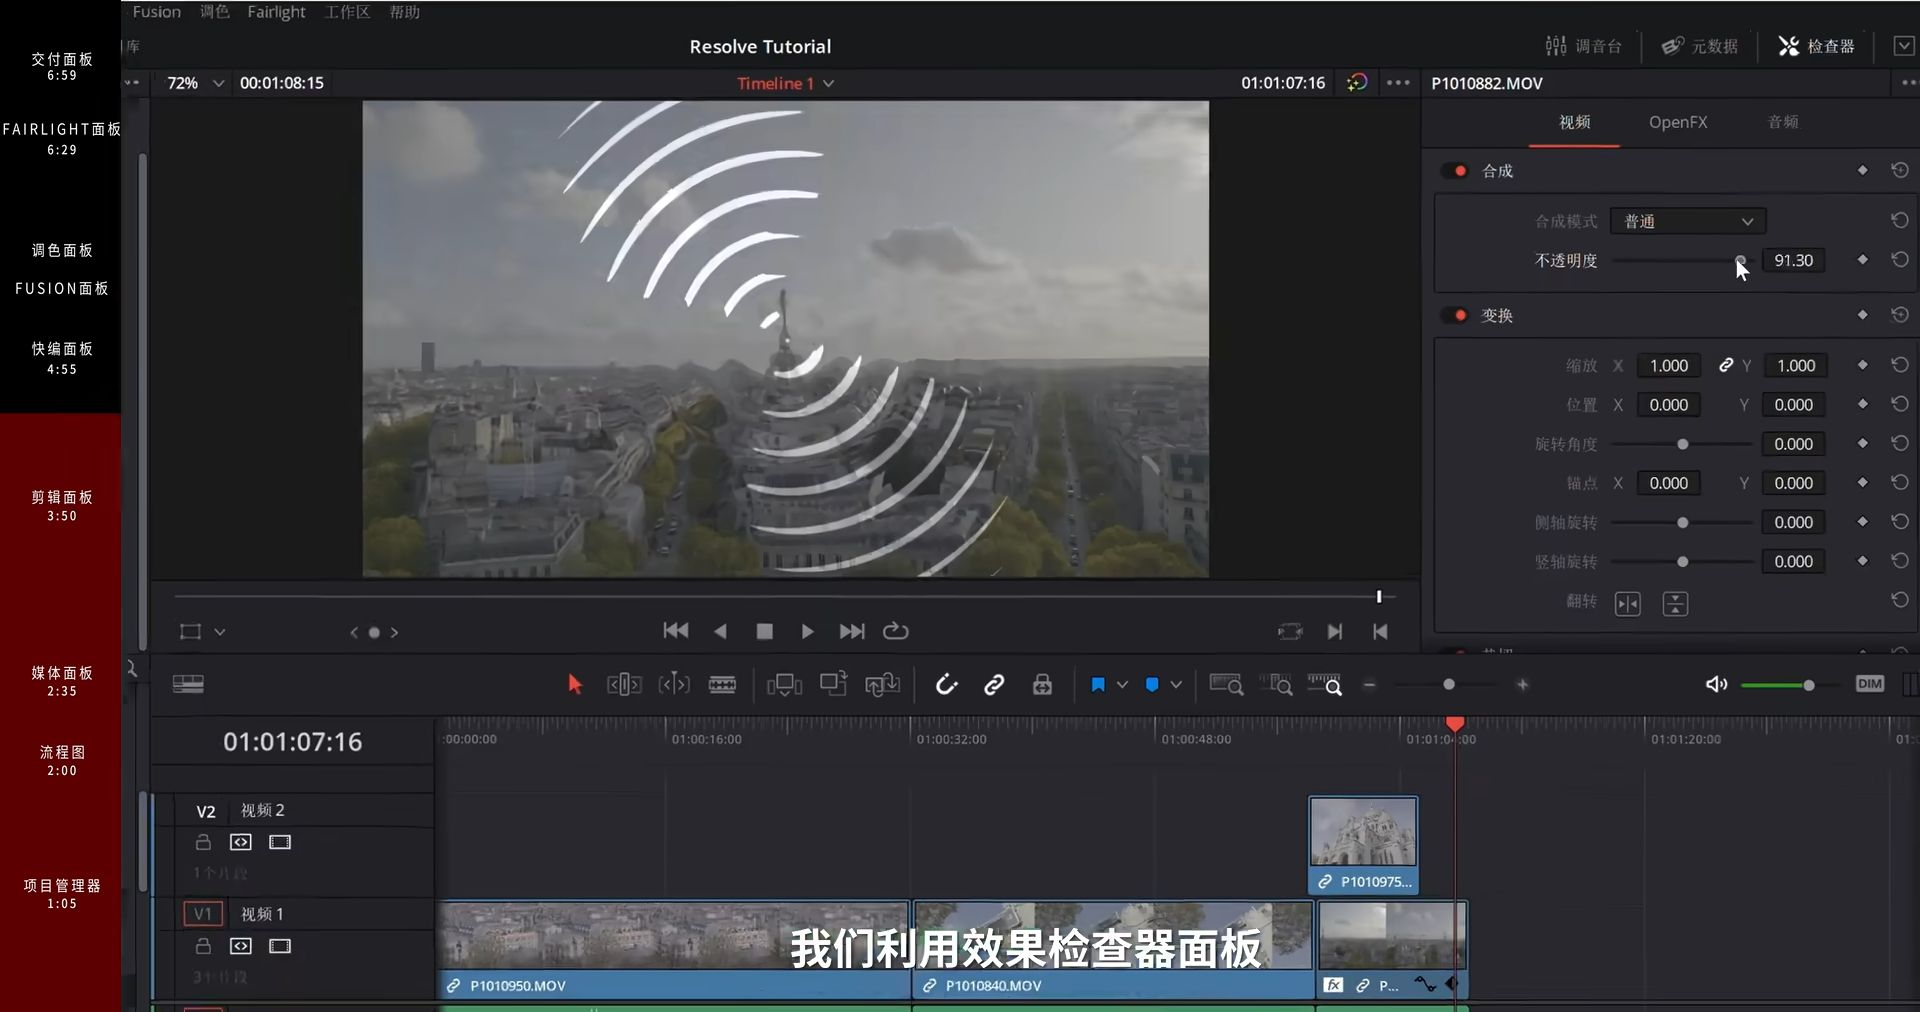 Fusion 调色 Fairlight 工作区 帮助
库
Resolve Tutorial
调音台 元数据 检查器
72% 00:01:08:15 Timeline 1 01:01:07:16
P1010882.MOV
视频 OpenFX 音频
合成
合成模式 普通
不透明度 91.30
变换
缩放 X 1.000 Y 1.000
位置 X 0.000 Y 0.000
旋转角度 0.000
锚点 X 0.000 Y 0.000
侧轴旋转 0.000
竖轴旋转 0.000
翻转
交付面板
6:59
FAIRLIGHT面板
6:29
调色面板
FUSION面板
快编面板
4:55
剪辑面板
3:50
媒体面板
2:35
流程图
2:00
项目管理器
1:05
DIM
01:01:07:16
:00:00:00 01:00:16:00 01:00:32:00 01:00:48:00 01:01:04:00 01:01:20:00 01:
V2 视频 2
1个片段
P1010975...
V1 视频 1
3个片段
我们利用效果检查器面板
P1010950.MOV P1010840.MOV fx P...